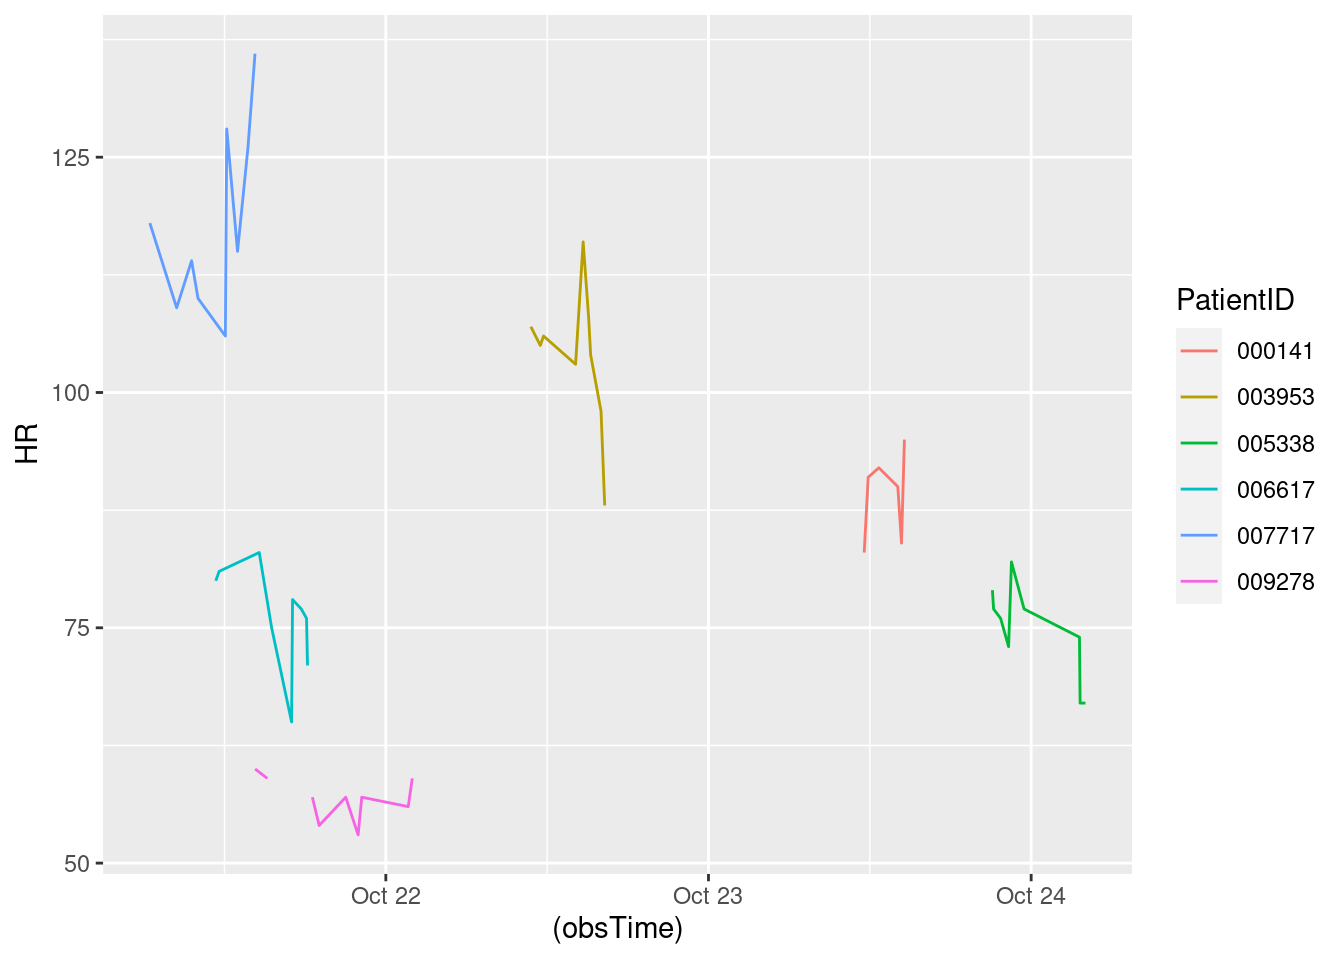 125
100
75
50
HR
Oct 22
Oct 23
Oct 24
(obsTime)
PatientID
000141
003953
005338
006617
007717
009278